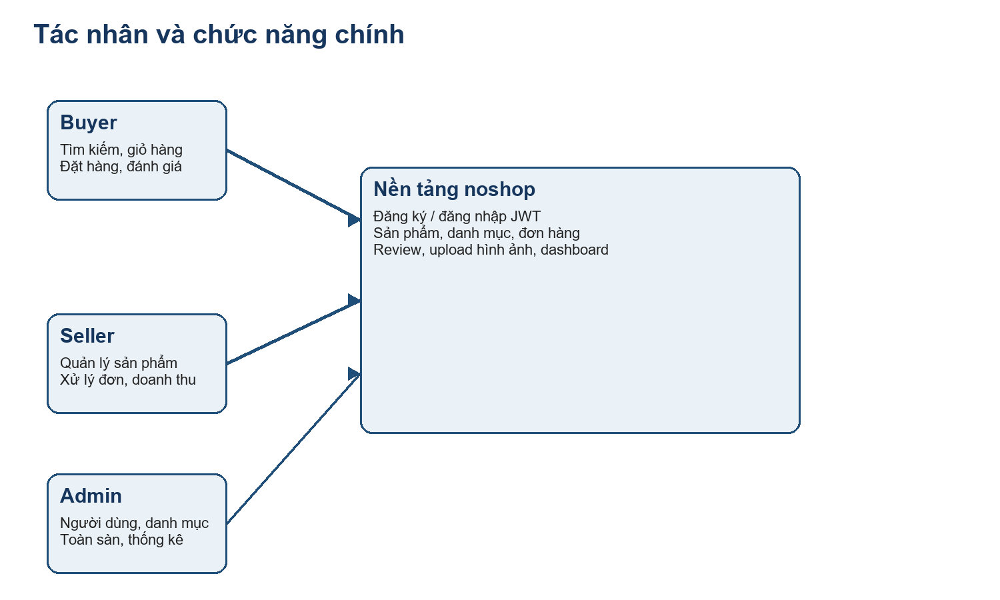 Tác nhân và chức năng chính
Buyer
Tìm kiếm, giỏ hàng
Đặt hàng, đánh giá
Nền tảng noshop
Đăng ký / đăng nhập JWT
Sản phẩm, danh mục, đơn hàng
Review, upload hình ảnh, dashboard
Seller
Quản lý sản phẩm
Xử lý đơn, doanh thu
Admin
Người dùng, danh mục
Toàn sàn, thống kê